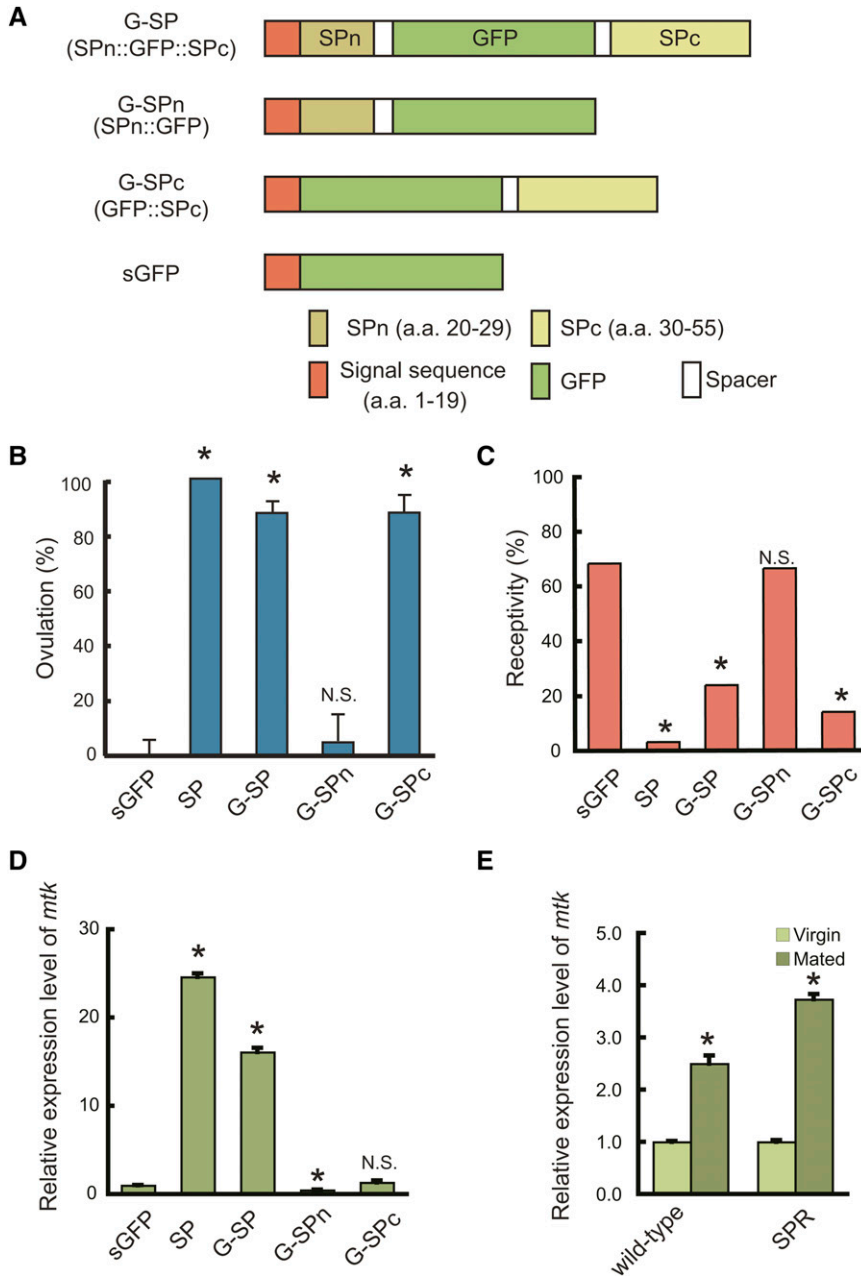 A
G-SP
(SPn::GFP::SPc)
SPn
GFP
SPc
G-SPn
(SPn::GFP)
G-SPc
(GFP::SPc)
sGFP
SPn (a.a. 20-29)
SPc (a.a. 30-55)
Signal sequence
(a.a. 1-19)
GFP
Spacer
B
Ovulation (%)
100
80
60
40
20
0
*
*
N.S.
*
sGFP
SP
G-SP
G-SPn
G-SPc
C
Receptivity (%)
100
80
60
40
20
0
*
*
N.S.
*
sGFP
SP
G-SP
G-SPn
G-SPc
D
Relative expression level of mtk
30
20
10
0
*
*
*
N.S.
sGFP
SP
G-SP
G-SPn
G-SPc
E
Relative expression level of mtk
5.0
4.0
3.0
2.0
1.0
0.0
Virgin
Mated
*
*
wild-type
SPR